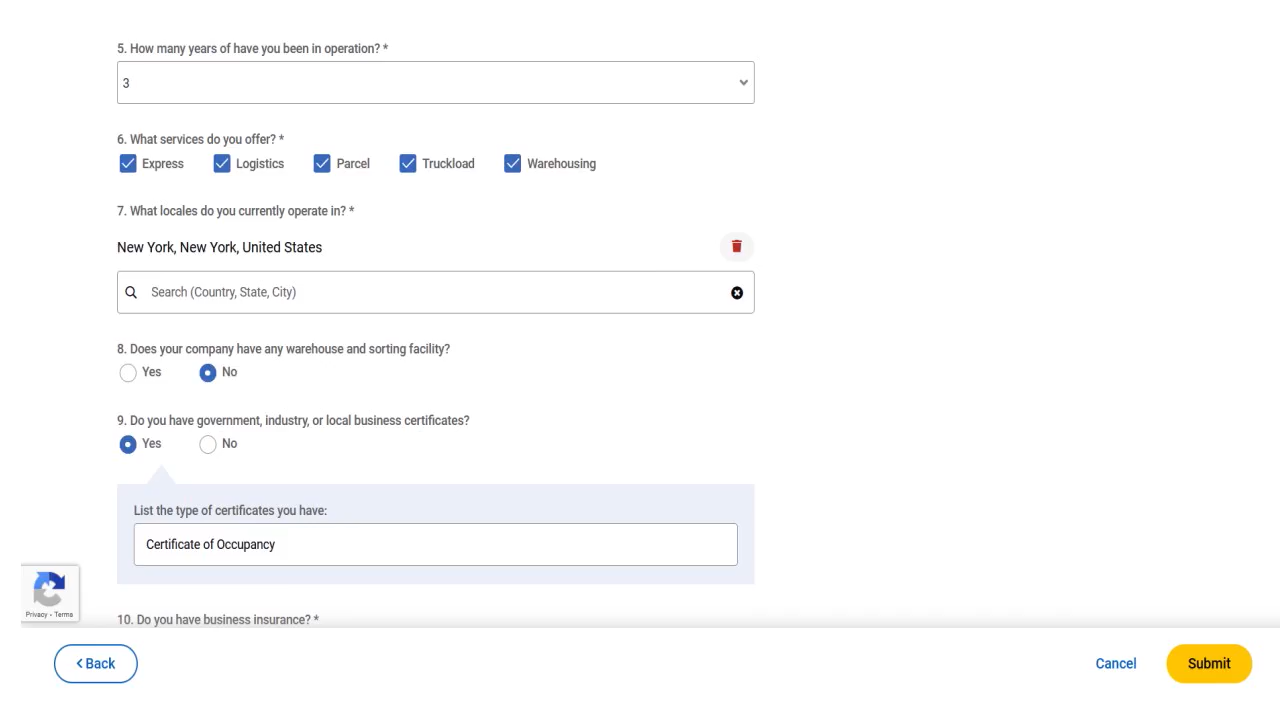 5. How many years of have you been in operation? *
3
6. What services do you offer? *
Express Logistics Parcel Truckload Warehousing
7. What locales do you currently operate in? *
New York, New York, United States
Search (Country, State, City)
8. Does your company have any warehouse and sorting facility?
Yes No
9. Do you have government, industry, or local business certificates?
Yes No
List the type of certificates you have:
Certificate of Occupancy
Privacy - Terms
10. Do you have business insurance? *
Back Cancel Submit